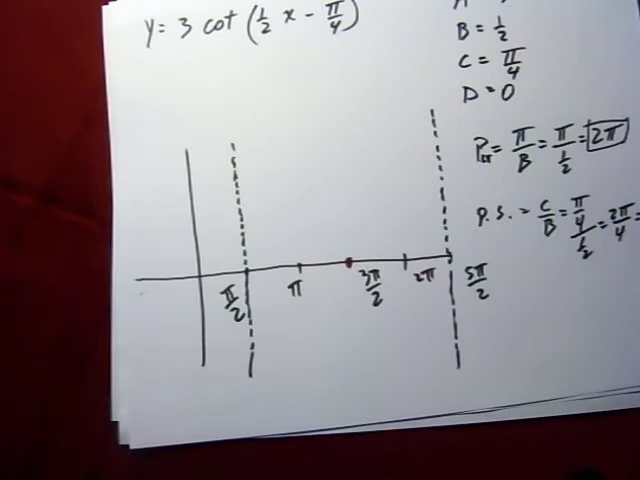 y = 3 cot (½ x - π/4)
B = ½
C = π/4
D = 0
= π/B = π/½ = 2π
p.s. = C/B = π/4/½ = 2π/4 =
π/2 π 3π/2 2π 5π/2